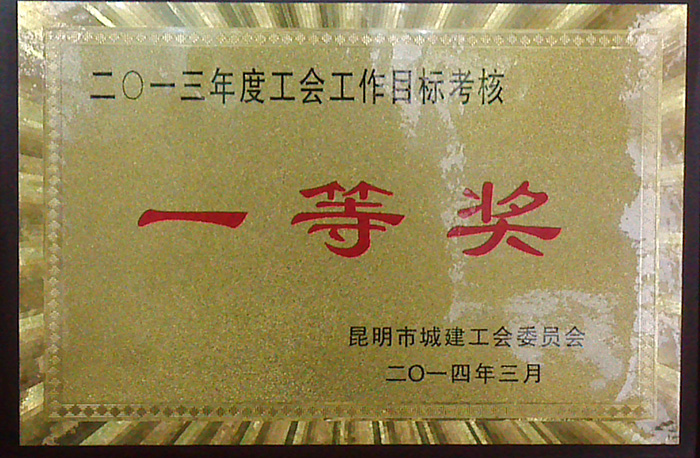 二〇一三年度工会工作目标考核
一等奖
昆明市城建工会委员会
二〇一四年三月